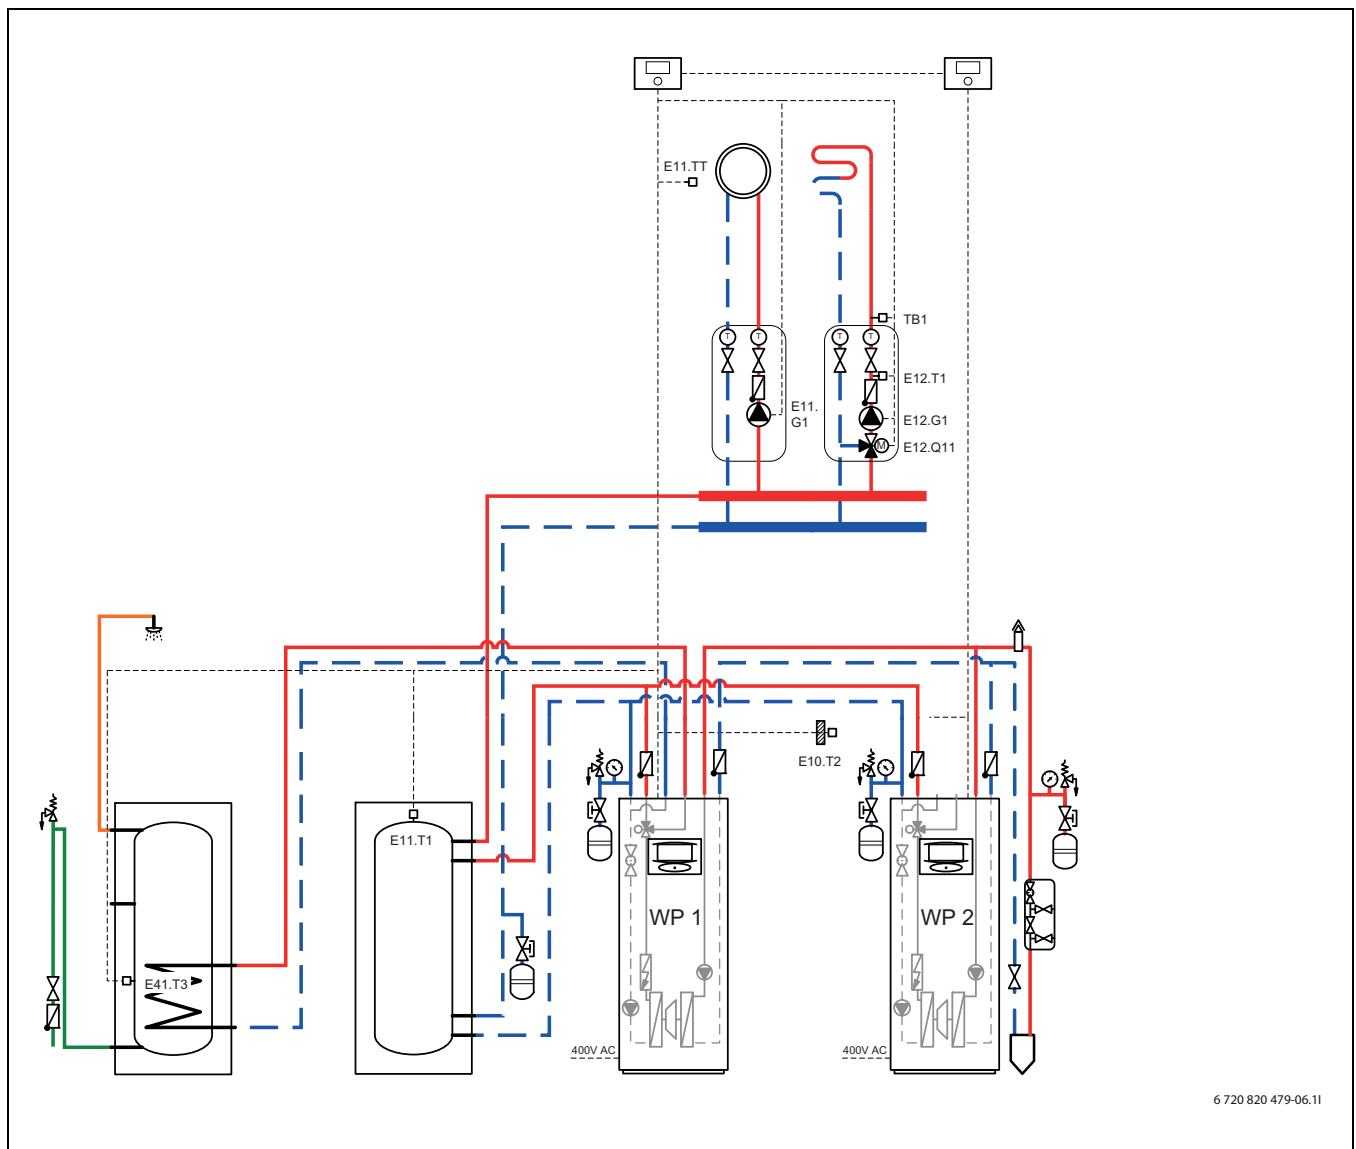 E11.TT
T
T
T
T
TB1
E12.T1
E11.
G1
E12.G1
M
E12.Q11
E10.T2
E11.T1
WP 1
WP 2
E41.T3
400V AC
400V AC
6 720 820 479-06.1I